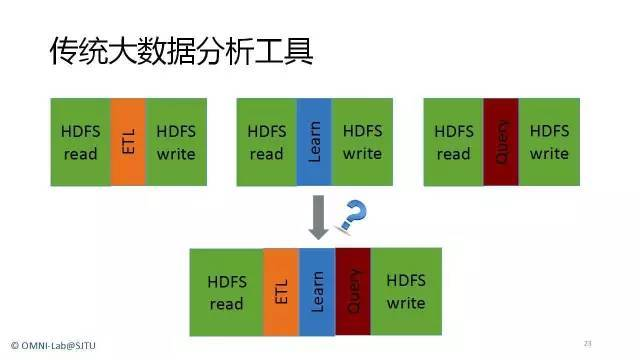 传统大数据分析工具
HDFS
read
ETL
HDFS
write
HDFS
read
Learn
HDFS
write
HDFS
read
Query
HDFS
write
?
HDFS
read
ETL
Learn
Query
HDFS
write
© OMNI-Lab@SJTU
23